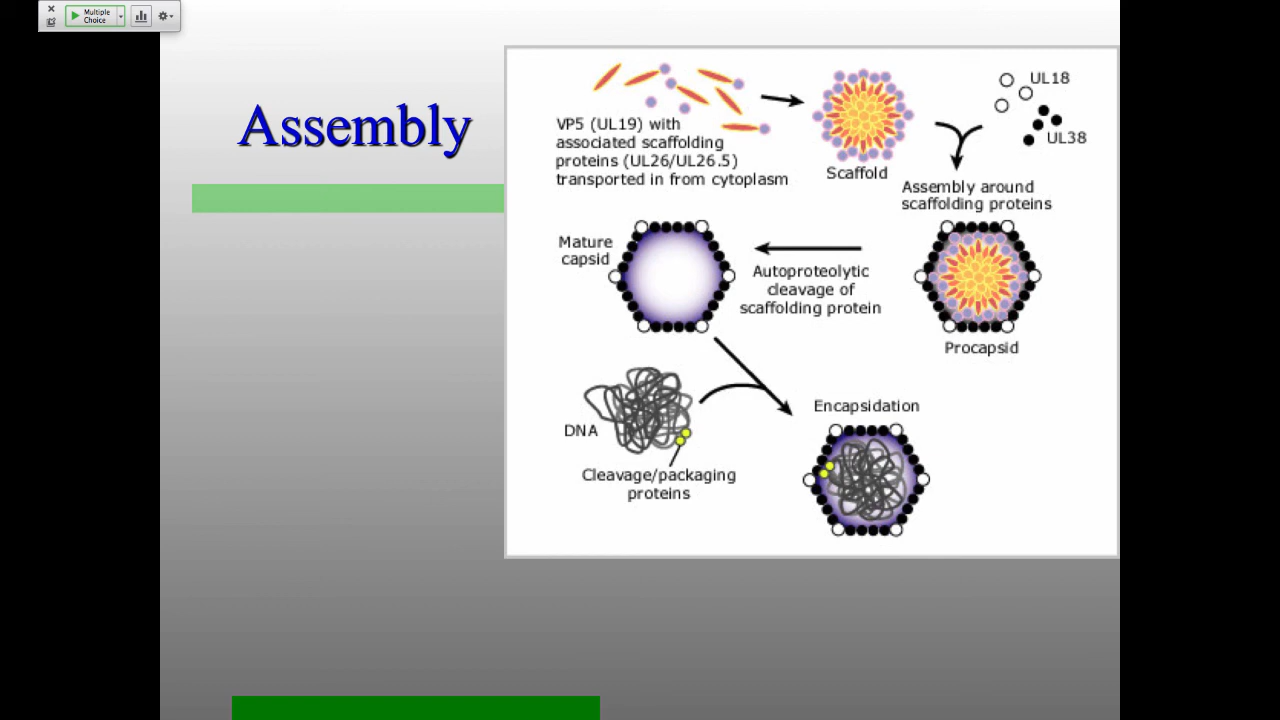 Multiple
Choice
Assembly
VP5 (UL19) with
associated scaffolding
proteins (UL26/UL26.5)
transported in from cytoplasm
Scaffold
UL18
UL38
Assembly around
scaffolding proteins
Mature
capsid
Autoproteolytic
cleavage of
scaffolding protein
Procapsid
DNA
Cleavage/packaging
proteins
Encapsidation